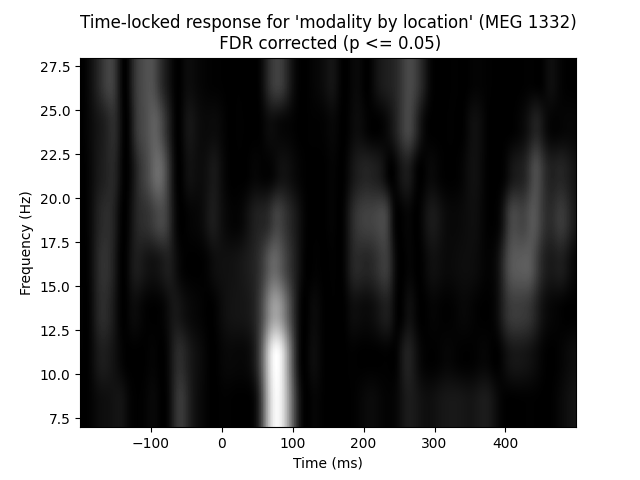 Time-locked response for 'modality by location' (MEG 1332)
FDR corrected (p <= 0.05)
27.5
25.0
22.5
20.0
17.5
15.0
12.5
10.0
7.5
Frequency (Hz)
−100 0 100 200 300 400
Time (ms)